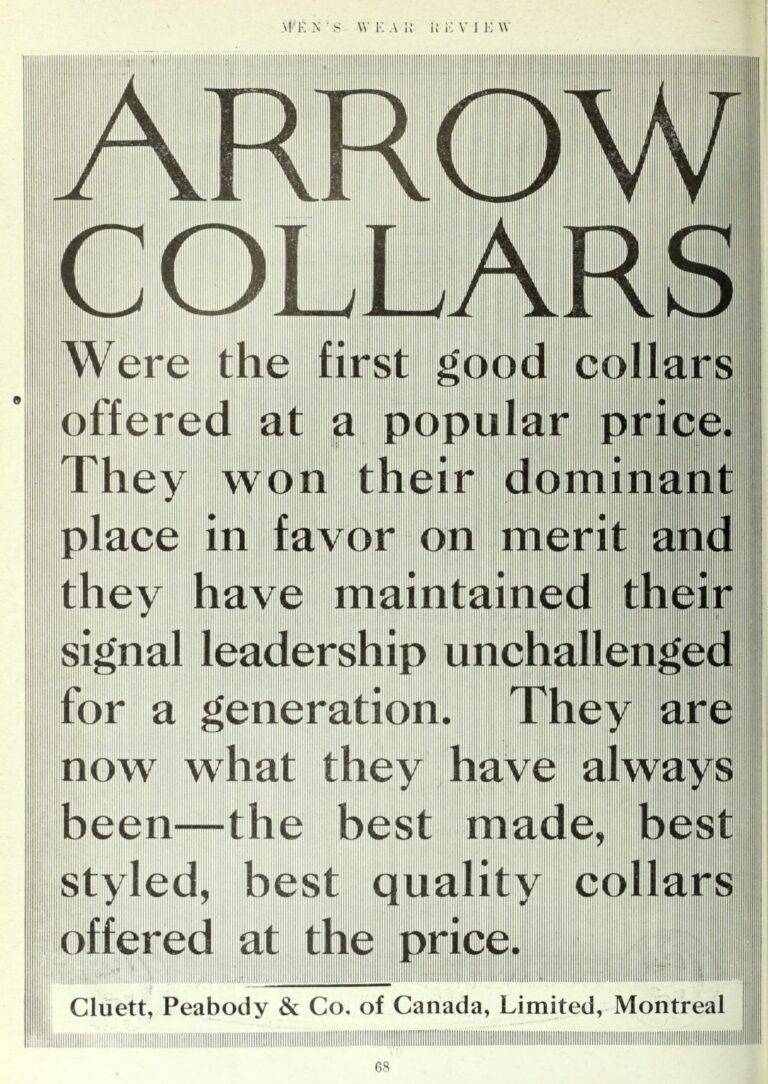 MEN'S WEAR REVIEW
ARROW
COLLARS
Were the first good collars
offered at a popular price.
They won their dominant
place in favor on merit and
they have maintained their
signal leadership unchallenged
for a generation. They are
now what they have always
been—the best made, best
styled, best quality collars
offered at the price.
Cluett, Peabody & Co. of Canada, Limited, Montreal
68